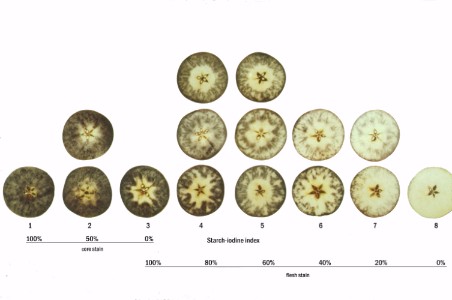 1 2 3 4 5 6 7 8
100% 50% 0% Starch-iodine index
core stain
100% 80% 60% 40% 20% 0%
flesh stain